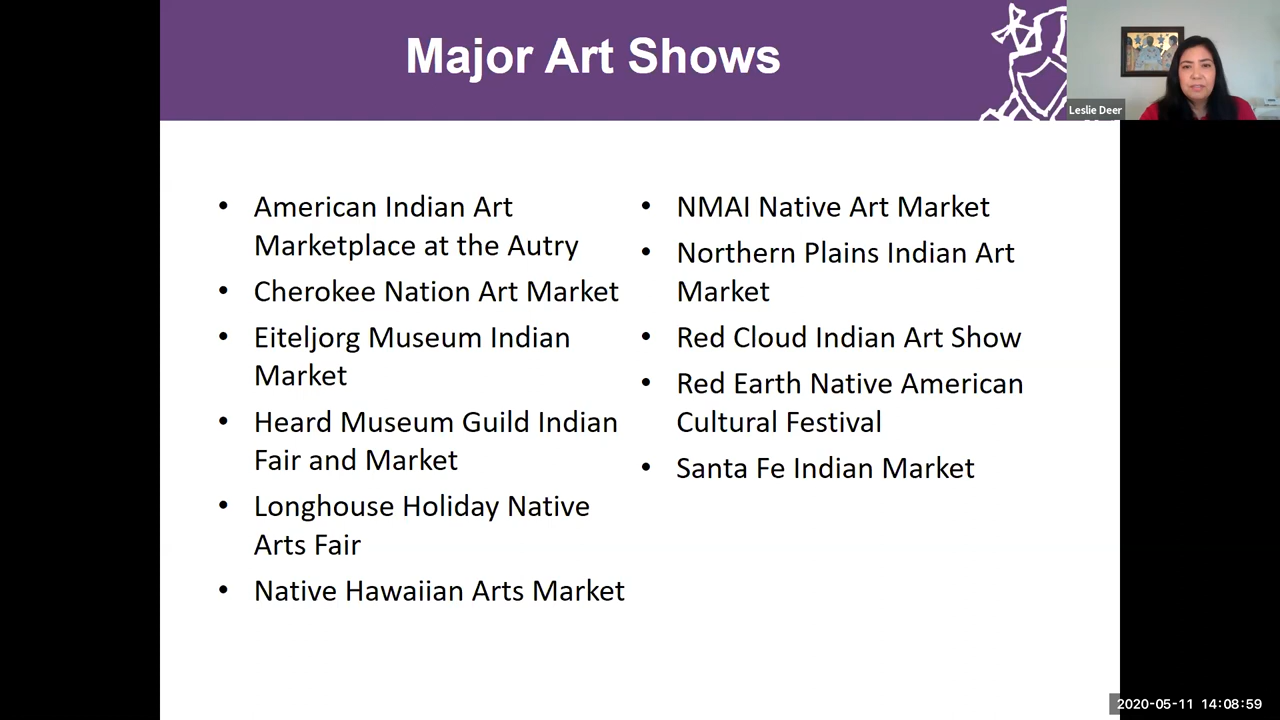 Major Art Shows
Leslie Deer
• American Indian Art
Marketplace at the Autry
• Cherokee Nation Art Market
• Eiteljorg Museum Indian
Market
• Heard Museum Guild Indian
Fair and Market
• Longhouse Holiday Native
Arts Fair
• Native Hawaiian Arts Market
• NMAI Native Art Market
• Northern Plains Indian Art
Market
• Red Cloud Indian Art Show
• Red Earth Native American
Cultural Festival
• Santa Fe Indian Market
2020-05-11 14:08:59